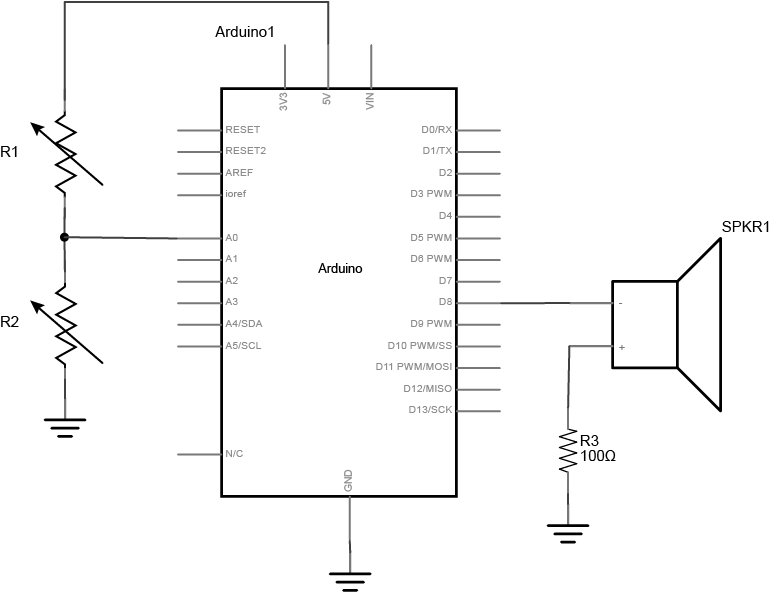 Arduino1
3V3
5V
VIN
RESET
RESET2
AREF
ioref
A0
A1
A2
A3
A4/SDA
A5/SCL
N/C
R1
R2
Arduino
GND
D0/RX
D1/TX
D2
D3 PWM
D4
D5 PWM
D6 PWM
D7
D8
D9 PWM
D10 PWM/SS
D11 PWM/MOSI
D12/MISO
D13/SCK
SPKR1
-
+
R3
100Ω